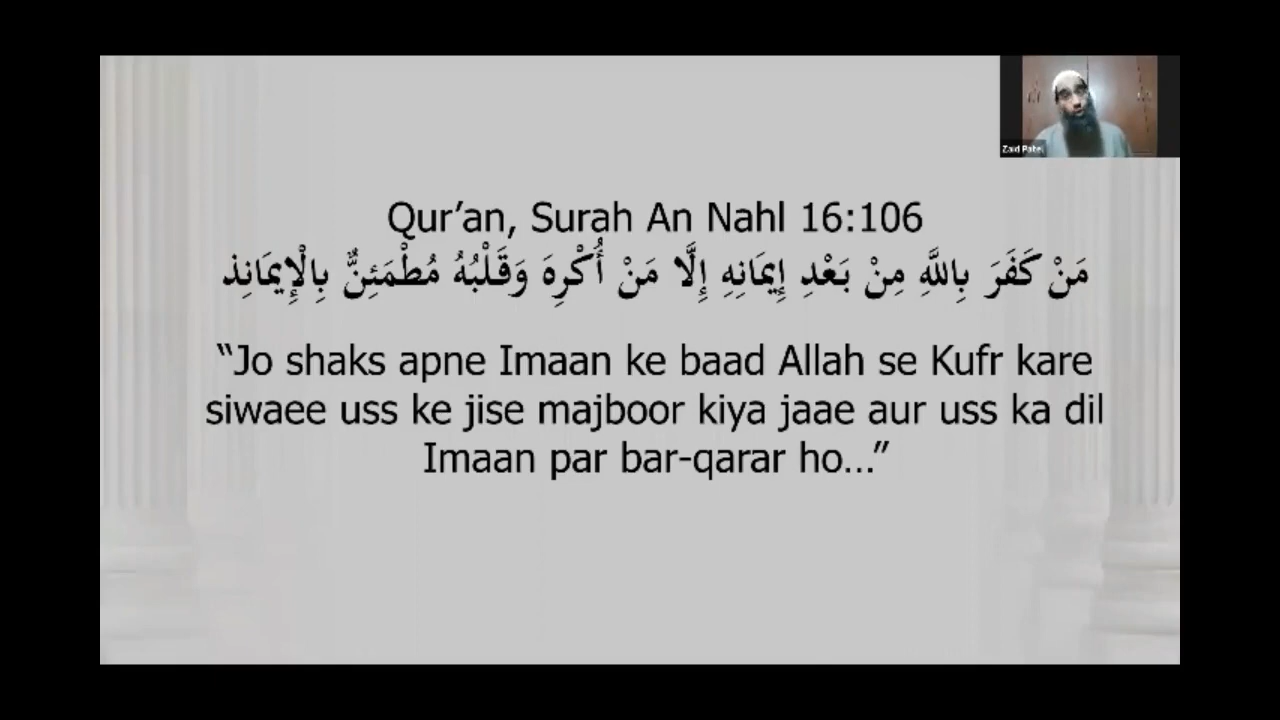 Zaid Patel
Qur’an, Surah An Nahl 16:106
مَنْ كَفَرَ بِاللَّهِ مِنْ بَعْدِ إِيمَانِهِ إِلَّا مَنْ أُكْرِهَ وَقَلْبُهُ مُطْمَئِنٌّ بِالْإِيمَانِذ
“Jo shaks apne Imaan ke baad Allah se Kufr kare
siwaee uss ke jise majboor kiya jaae aur uss ka dil
Imaan par bar-qarar ho...”